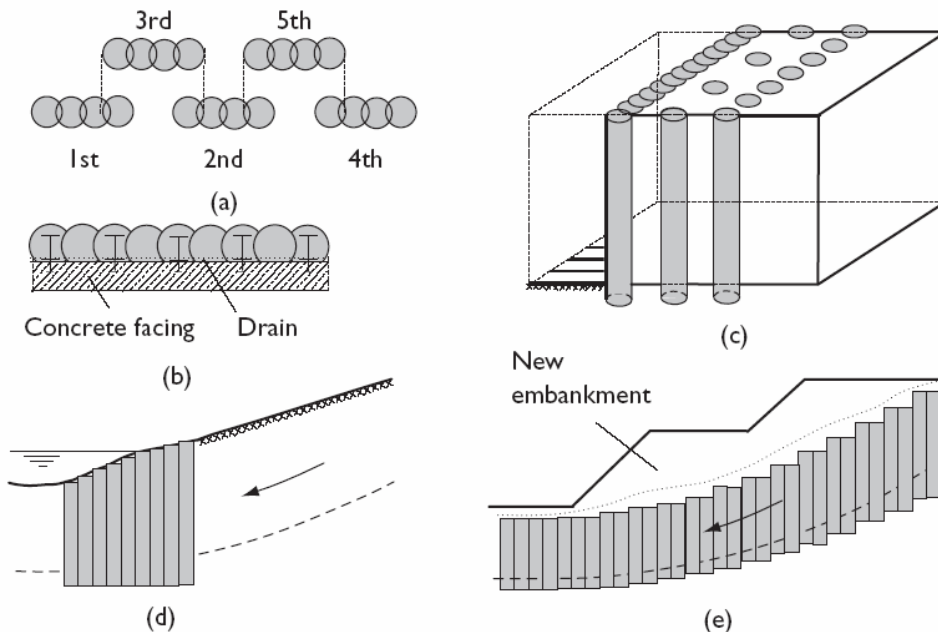 3rd
5th
1st
2nd
4th
(a)
Concrete facing
Drain
(b)
(c)
(d)
New
embankment
(e)